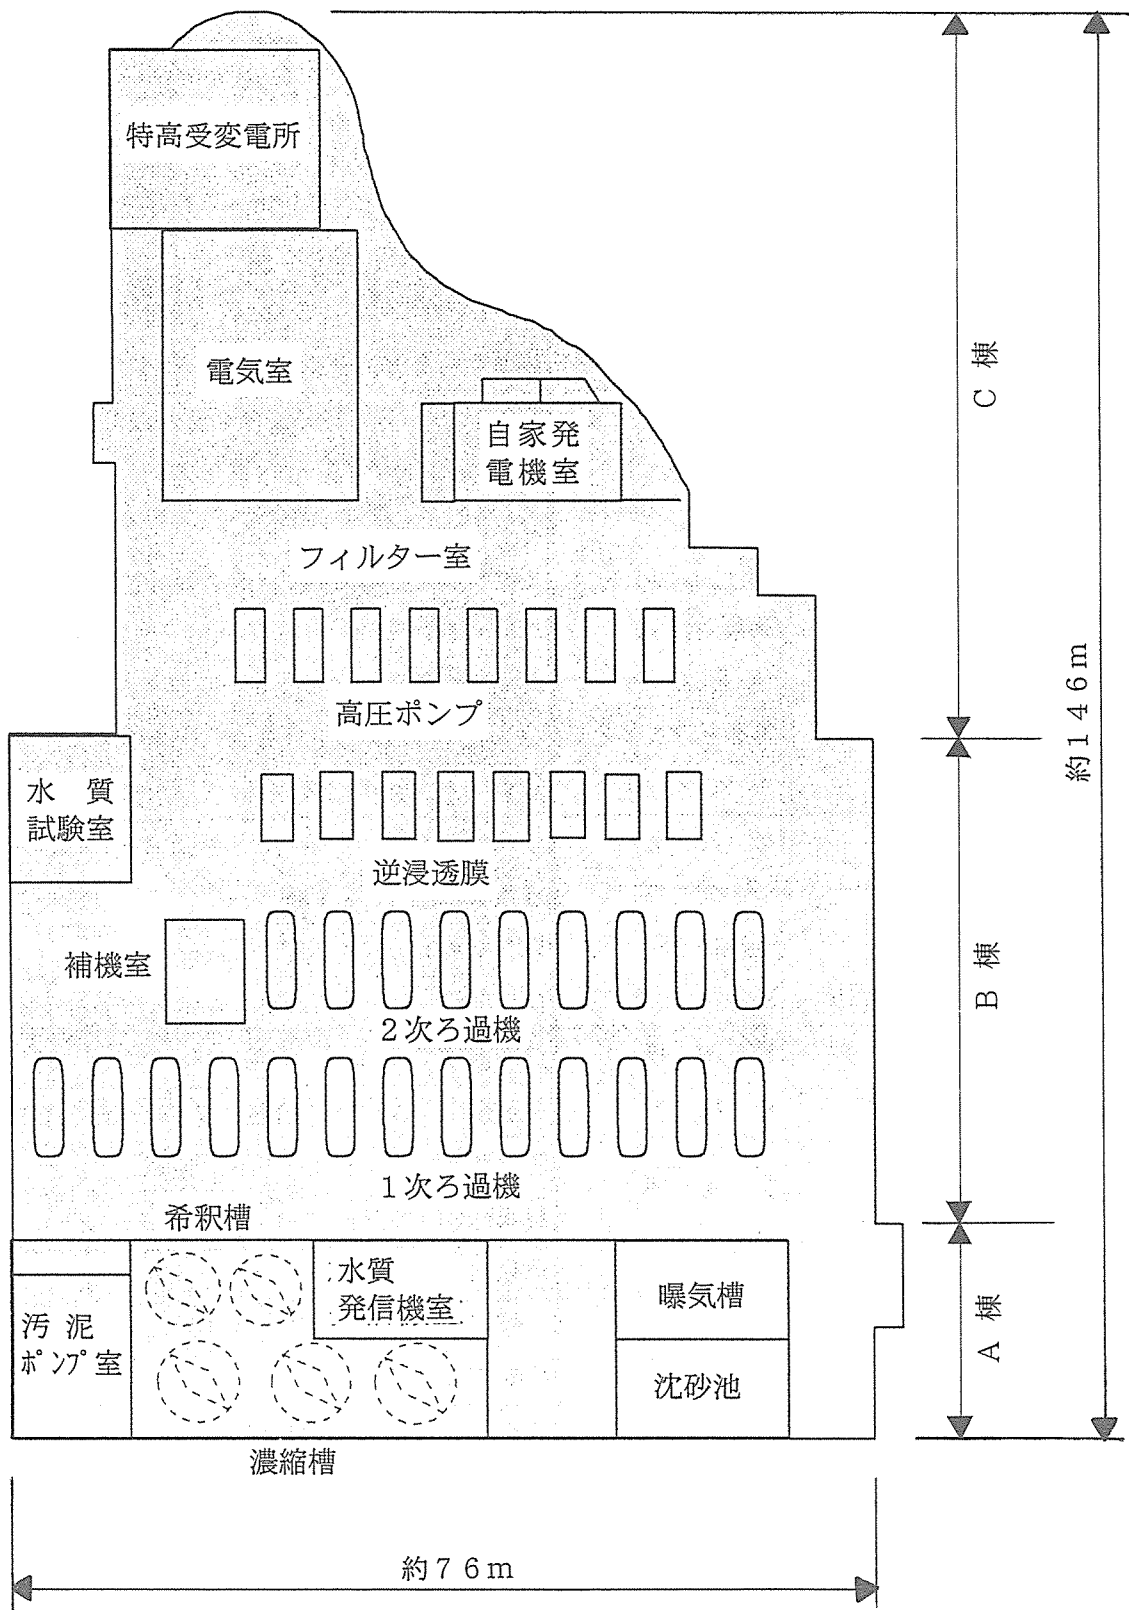 特高受変電所
電気室
自家発
電機室
C棟
フィルター室
高圧ポンプ
約146m
水 質
試験室
逆浸透膜
補機室
B棟
2次ろ過機
1次ろ過機
希釈槽
水質
発信機室
曝気槽
汚 泥
ポンプ室
A棟
沈砂池
濃縮槽
約76m